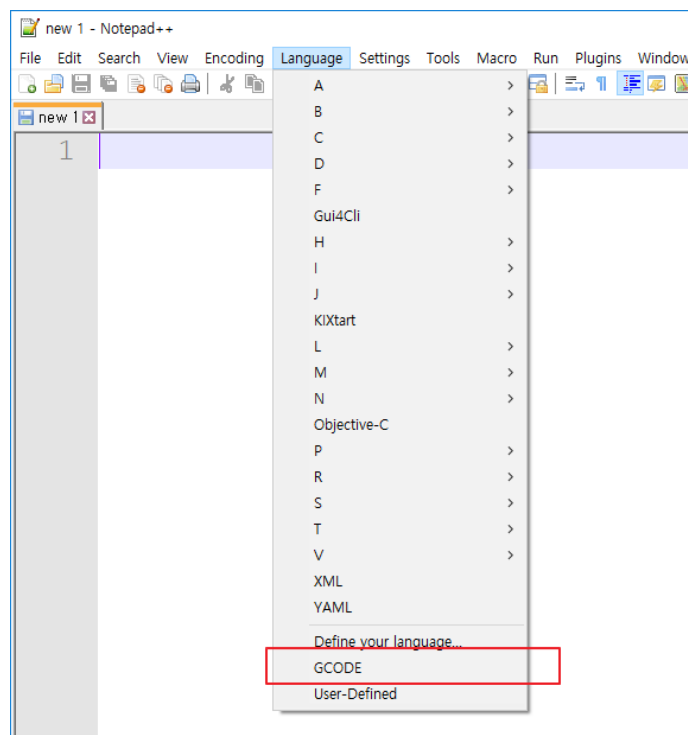 new 1 - Notepad++
File Edit Search View Encoding Language Settings Tools Macro Run Plugins Window
new 1
1
A
B
C
D
F
Gui4Cli
H
I
J
KIXtart
L
M
N
Objective-C
P
R
S
T
V
XML
YAML
Define your language...
GCODE
User-Defined